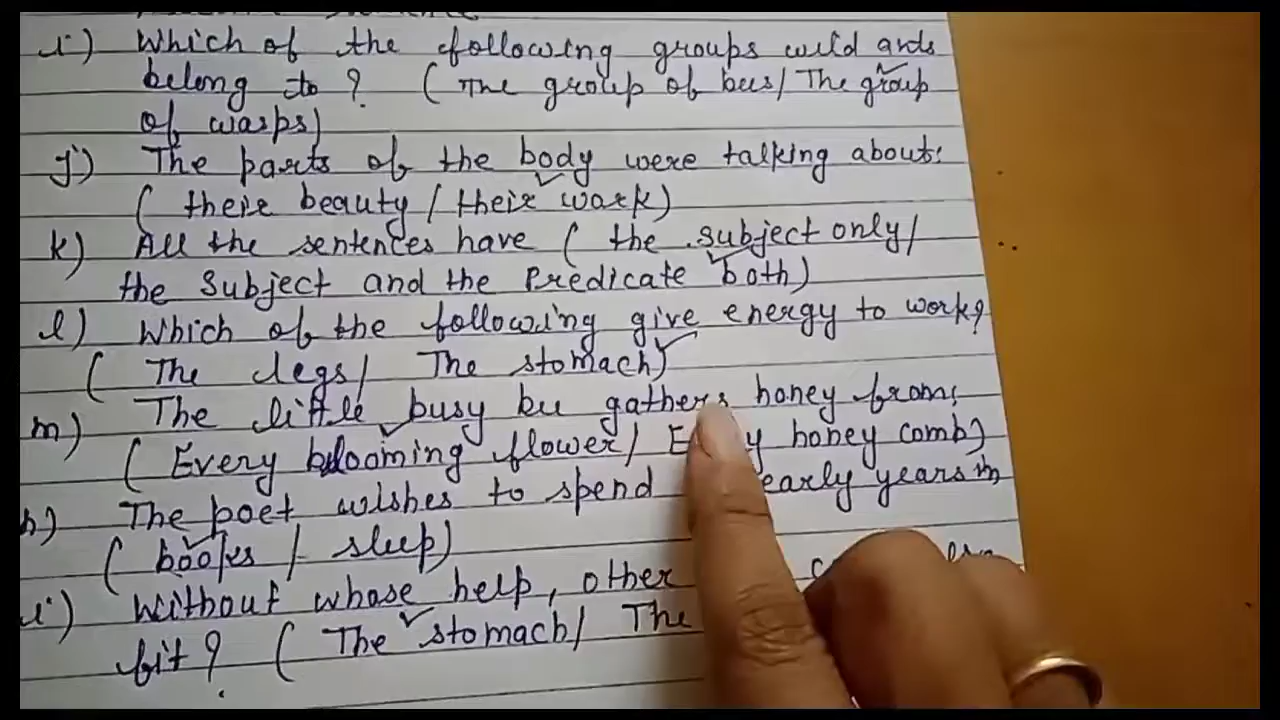 i) Which of the following groups wild ants
belong to? (The group of bees/ The group
of wasps)
j) The parts of the body were talking about:
( their beauty / their work)
k) All the sentences have ( the subject only/
the Subject and the Predicate both)
l) Which of the following give energy to work?
( The legs/ The stomach)
m) The little busy bee gathers honey from:
( Every blooming flower/ honey comb)
n) The poet wishes to spend early years in
( books / sleep)
i) Without whose help, other
fit? ( The stomach/ The